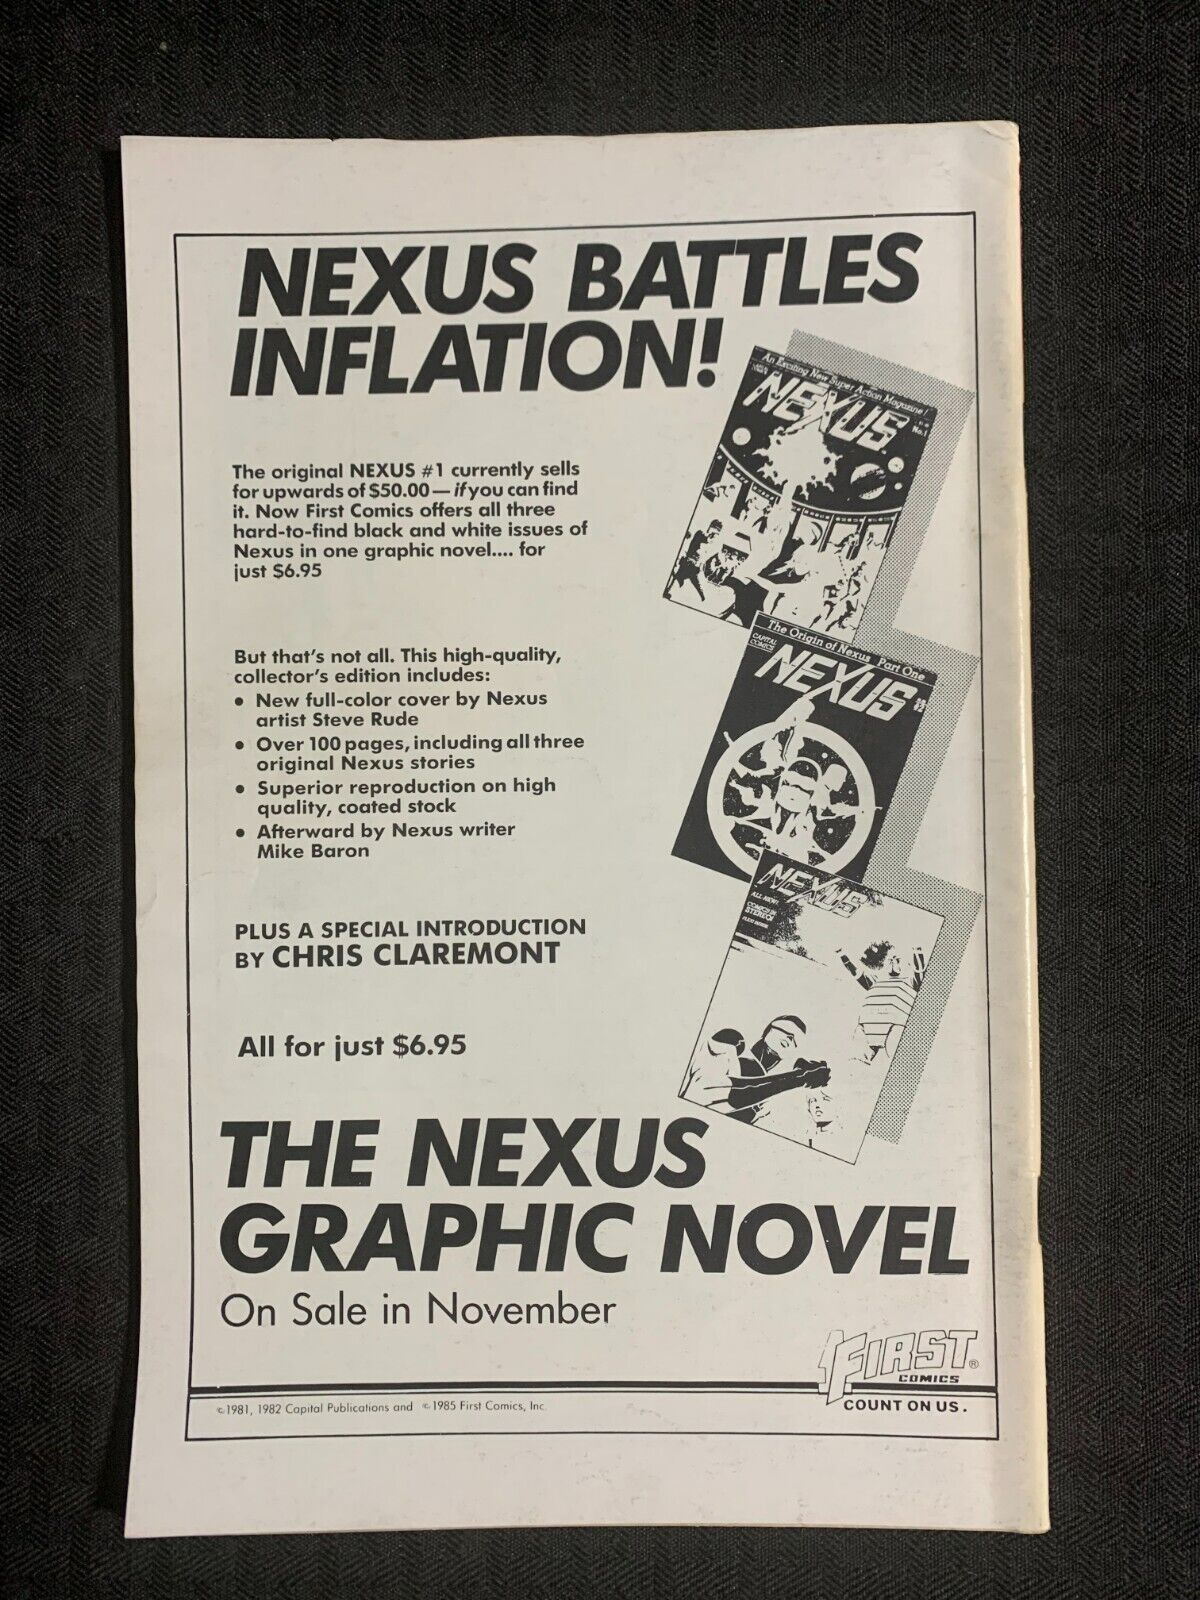 NEXUS BATTLES
INFLATION!
The original NEXUS #1 currently sells
for upwards of $50.00 — if you can find
it. Now First Comics offers all three
hard-to-find black and white issues of
Nexus in one graphic novel.... for
just $6.95
But that's not all. This high-quality,
collector's edition includes:
• New full-color cover by Nexus
artist Steve Rude
• Over 100 pages, including all three
original Nexus stories
• Superior reproduction on high
quality, coated stock
• Afterward by Nexus writer
Mike Baron
PLUS A SPECIAL INTRODUCTION
BY CHRIS CLAREMONT
All for just $6.95
An Exciting New Super Action Magazine!
NEXUS
No.1
The Origin of Nexus Part One
CAPITAL
COMICS
NEXUS
NEXUS
ALL NEW!
COMICS IN
STEREO!
THE NEXUS
GRAPHIC NOVEL
On Sale in November
FIRST®
COMICS
COUNT ON US.
©1981, 1982 Capital Publications and ©1985 First Comics, Inc.